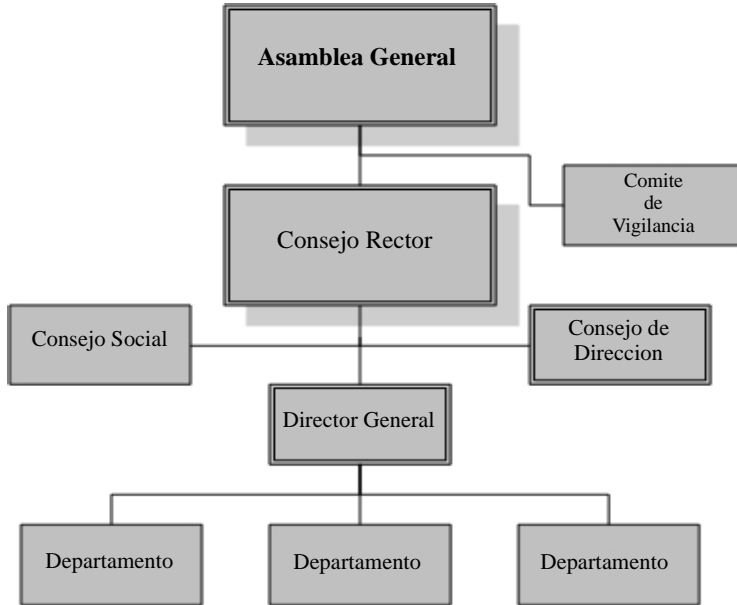 Asamblea General
Comite
de
Vigilancia
Consejo Rector
Consejo Social
Consejo de
Direccion
Director General
Departamento
Departamento
Departamento